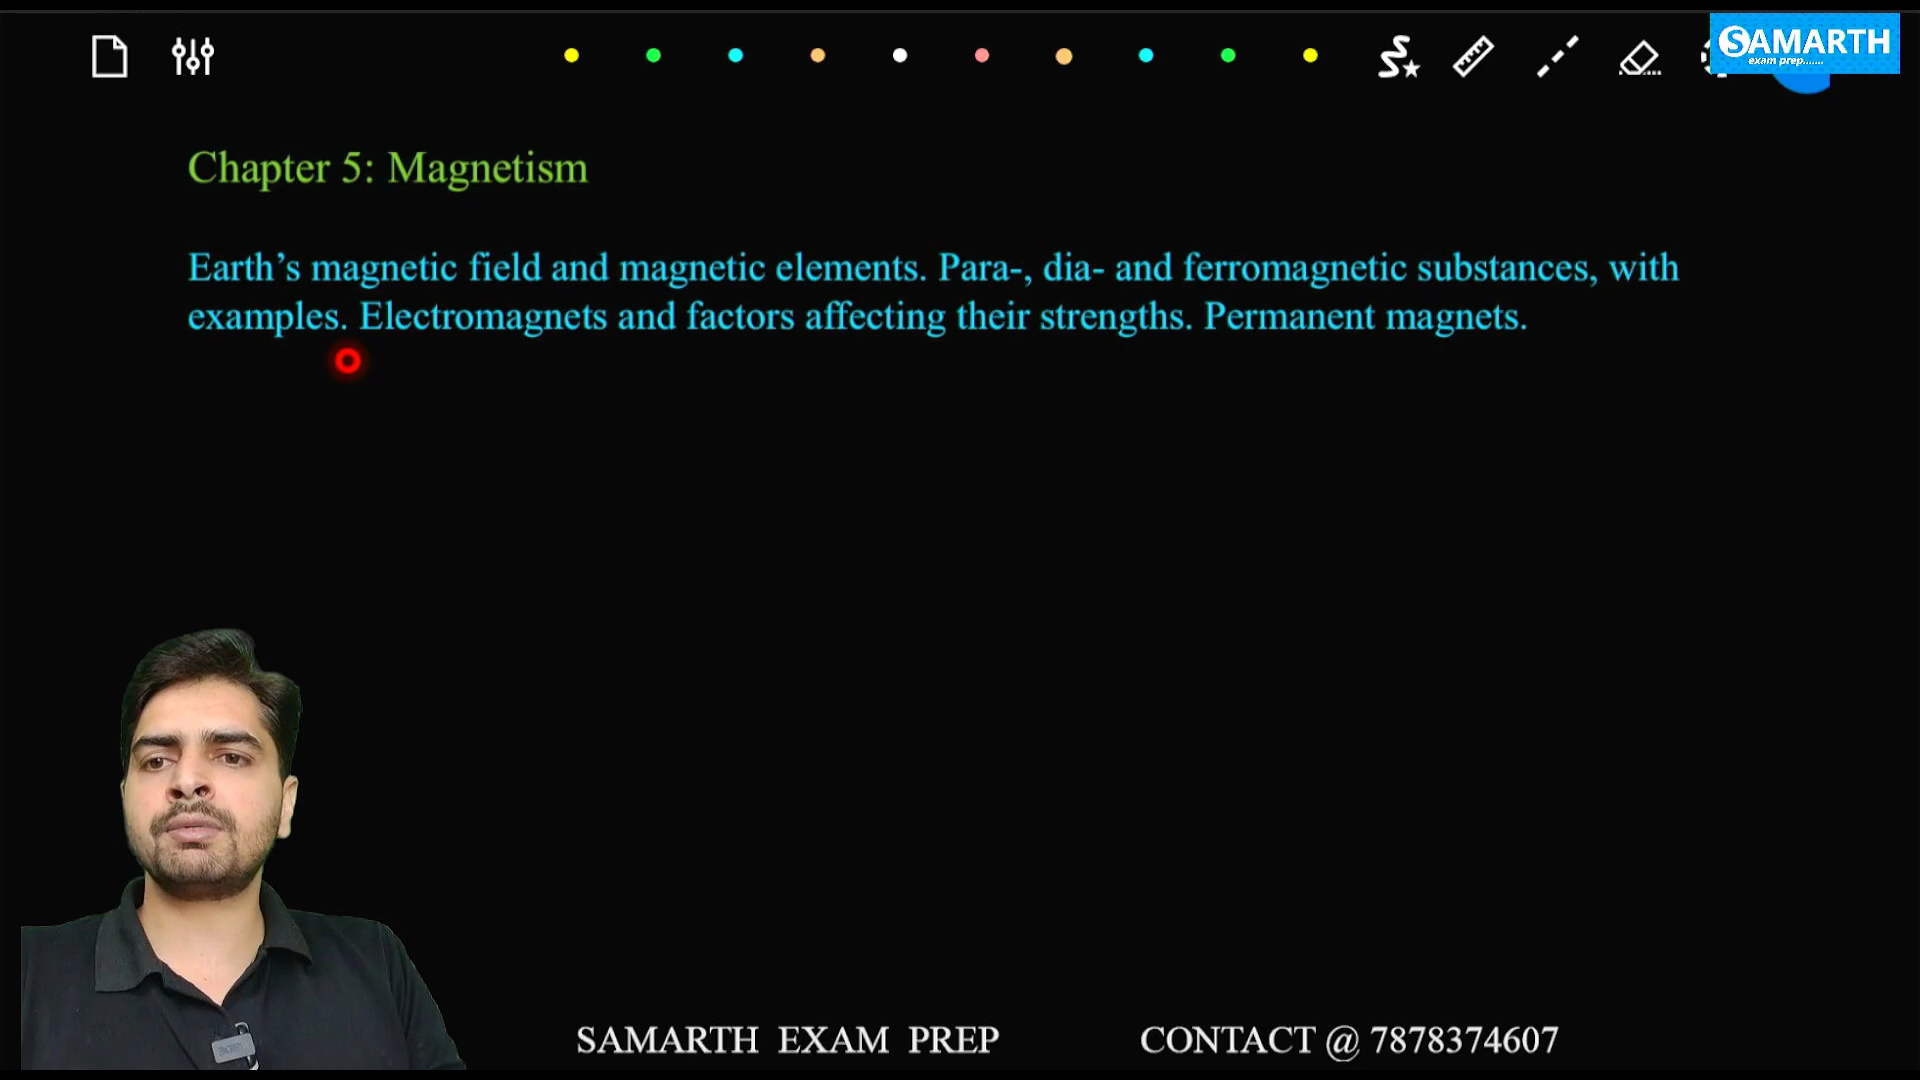 SAMARTH
exam prep.......
Chapter 5: Magnetism
Earth’s magnetic field and magnetic elements. Para-, dia- and ferromagnetic substances, with
examples. Electromagnets and factors affecting their strengths. Permanent magnets.
SAMARTH EXAM PREP CONTACT @ 7878374607